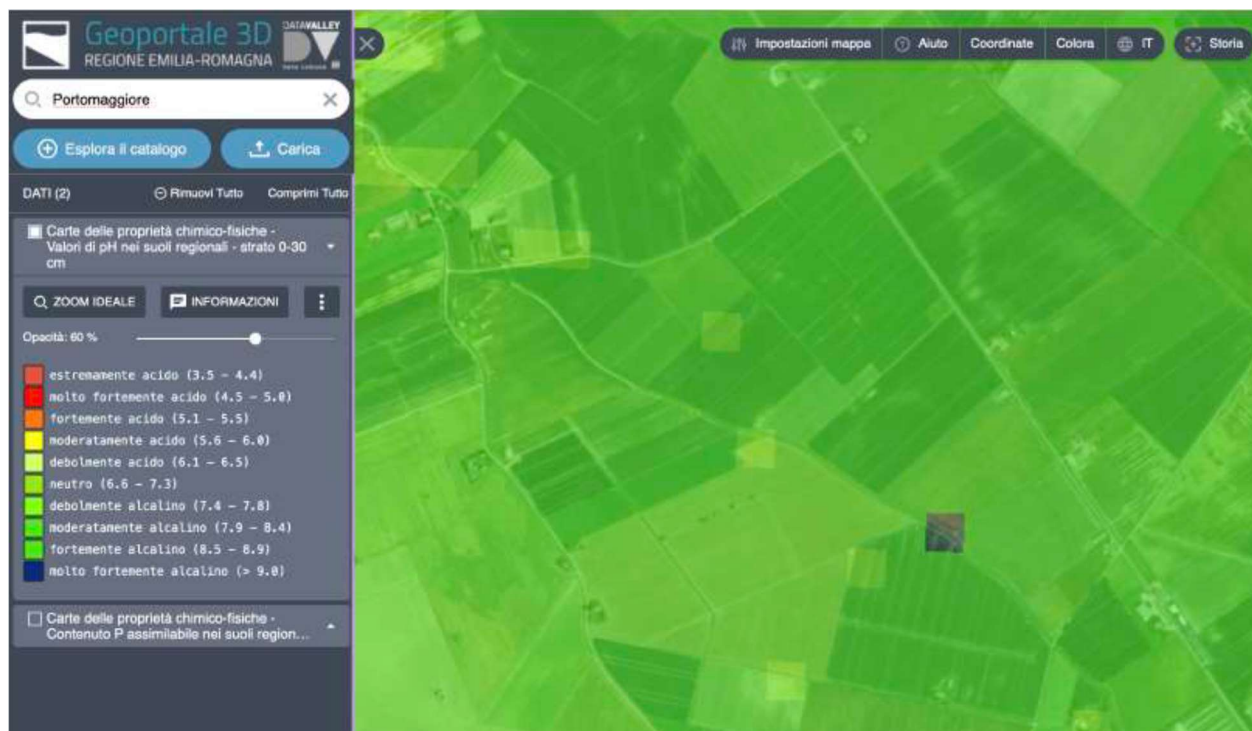 Geoportale 3D
REGIONE EMILIA-ROMAGNA
DATAVALLEY
DV
Impostazioni mappa
Aiuto
Coordinate
Colora
IT
Storia
Portomaggiore
Esplora il catalogo
Carica
DATI (2)
Rimuovi Tutto
Comprimi Tutto
Carte delle proprietà chimico-fisiche -
Valori di pH nei suoli regionali - strato 0-30
cm
ZOOM IDEALE
INFORMAZIONI
Opacità: 60 %
estremamente acido (3.5 – 4.4)
molto fortemente acido (4.5 – 5.0)
fortemente acido (5.1 – 5.5)
moderatamente acido (5.6 – 6.0)
debolmente acido (6.1 – 6.5)
neutro (6.6 – 7.3)
debolmente alcalino (7.4 – 7.8)
moderatamente alcalino (7.9 – 8.4)
fortemente alcalino (8.5 – 8.9)
molto fortemente alcalino (> 9.0)
Carte delle proprietà chimico-fisiche -
Contenuto P assimilabile nei suoli region...